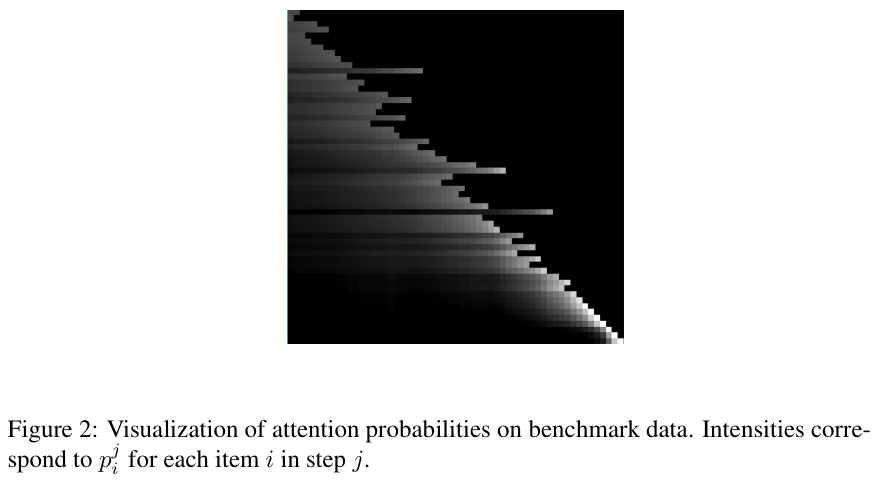 Figure 2: Visualization of attention probabilities on benchmark data. Intensities corre-
spond to $p_i^j$ for each item $i$ in step $j$.